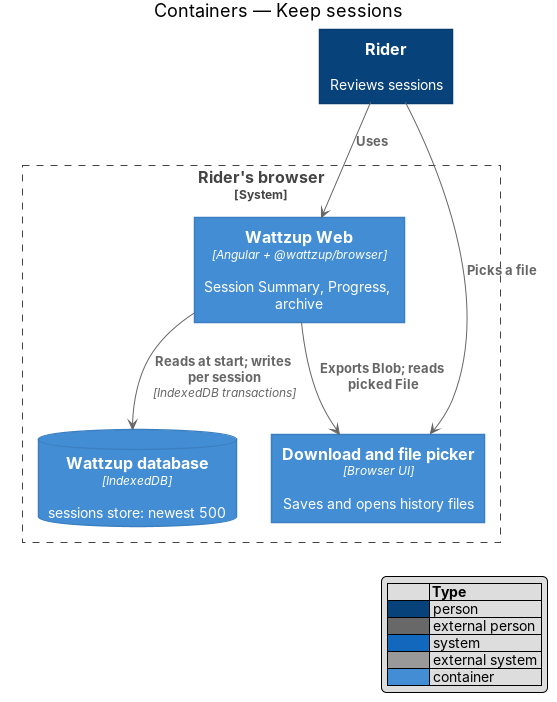 Containers — Keep sessions
Rider
Reviews sessions
Uses
Picks a file
Rider's browser
[System]
Wattzup Web
[Angular + @wattzup/browser]
Session Summary, Progress,
archive
Reads at start; writes
per session
[IndexedDB transactions]
Exports Blob; reads
picked File
Wattzup database
[IndexedDB]
sessions store: newest 500
Download and file picker
[Browser UI]
Saves and opens history files
Type
person
external person
system
external system
container